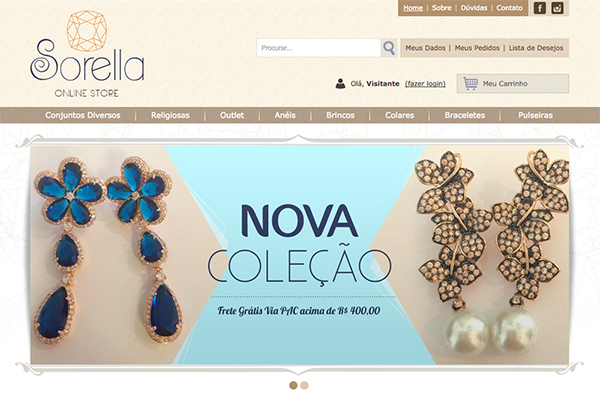 Home | Sobre | Dúvidas | Contato
Sorella
ONLINE STORE
Procurar...
Meus Dados | Meus Pedidos | Lista de Desejos
Olá, Visitante (fazer login)
Meu Carrinho
Conjuntos Diversos | Religiosas | Outlet | Anéis | Brincos | Colares | Braceletes | Pulseiras
NOVA
COLEÇÃO
Frete Grátis Via PAC acima de R$ 400,00